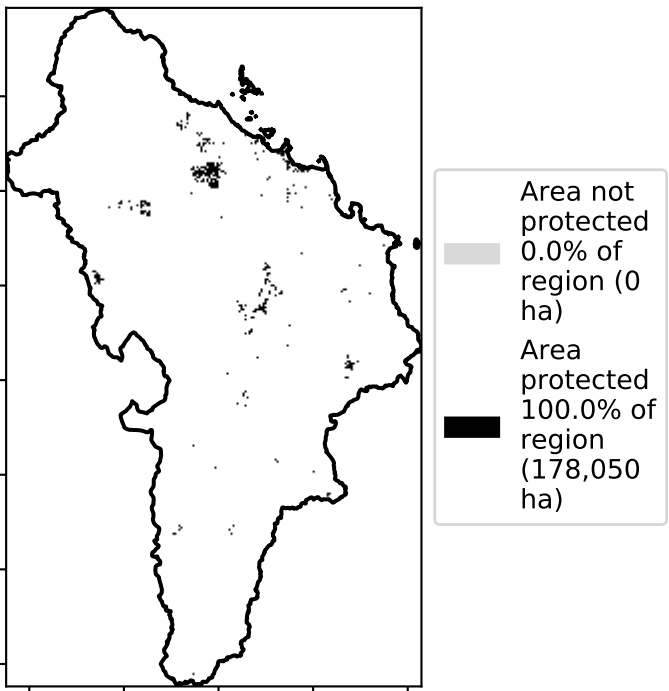 Area not
protected
0.0% of
region (0
ha)
Area
protected
100.0% of
region
(178,050
ha)